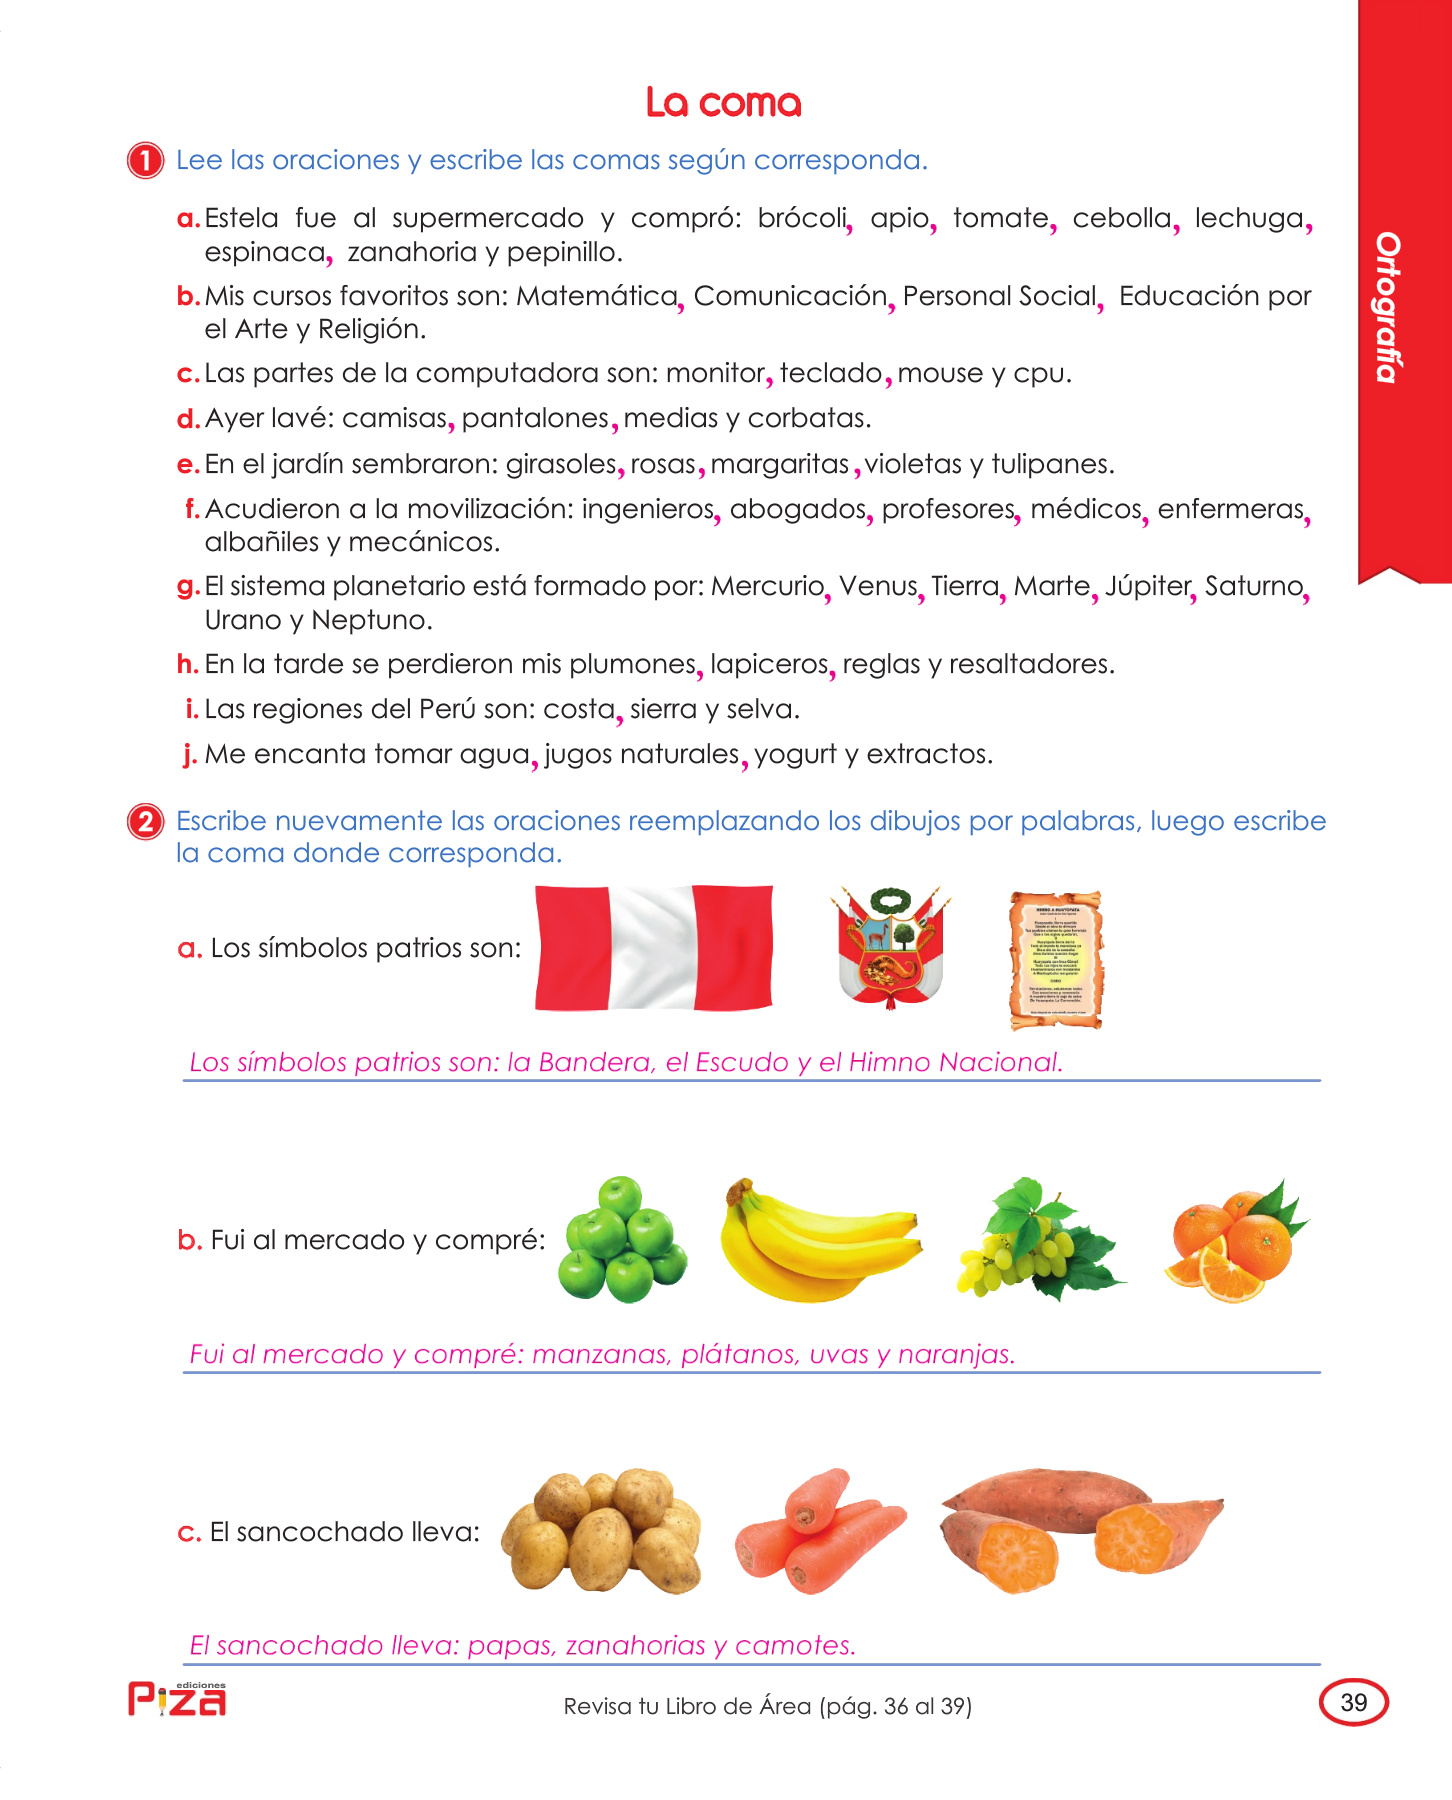 La coma
1 Lee las oraciones y escribe las comas según corresponda.
a. Estela fue al supermercado y compró: brócoli, apio, tomate, cebolla, lechuga,
espinaca, zanahoria y pepinillo.
b. Mis cursos favoritos son: Matemática, Comunicación, Personal Social, Educación por
el Arte y Religión.
c. Las partes de la computadora son: monitor, teclado, mouse y cpu.
d. Ayer lavé: camisas, pantalones, medias y corbatas.
e. En el jardín sembraron: girasoles, rosas, margaritas, violetas y tulipanes.
f. Acudieron a la movilización: ingenieros, abogados, profesores, médicos, enfermeras,
albañiles y mecánicos.
g. El sistema planetario está formado por: Mercurio, Venus, Tierra, Marte, Júpiter, Saturno,
Urano y Neptuno.
h. En la tarde se perdieron mis plumones, lapiceros, reglas y resaltadores.
i. Las regiones del Perú son: costa, sierra y selva.
j. Me encanta tomar agua, jugos naturales, yogurt y extractos.
Ortografía
2 Escribe nuevamente las oraciones reemplazando los dibujos por palabras, luego escribe
la coma donde corresponda.
a. Los símbolos patrios son:
Los símbolos patrios son: la Bandera, el Escudo y el Himno Nacional.
b. Fui al mercado y compré:
Fui al mercado y compré: manzanas, plátanos, uvas y naranjas.
c. El sancochado lleva:
El sancochado lleva: papas, zanahorias y camotes.
ediciones
Piza
Revisa tu Libro de Área (pág. 36 al 39)
39